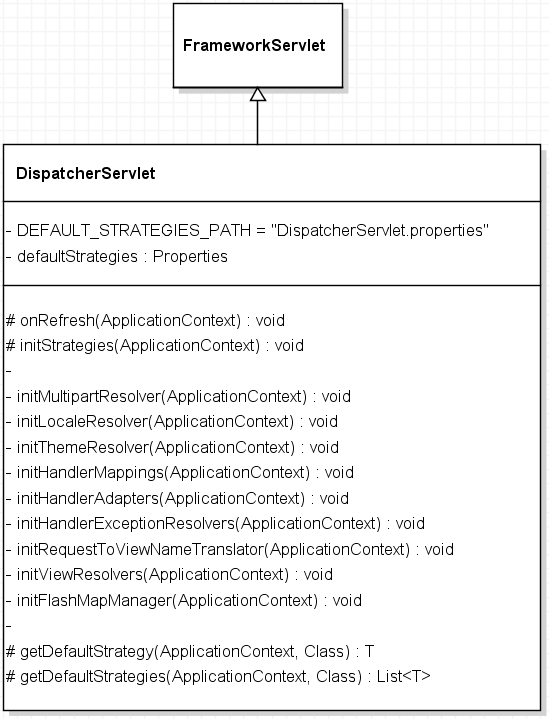 FrameworkServlet
DispatcherServlet
- DEFAULT_STRATEGIES_PATH = "DispatcherServlet.properties"
- defaultStrategies : Properties
# onRefresh(ApplicationContext) : void
# initStrategies(ApplicationContext) : void
-
- initMultipartResolver(ApplicationContext) : void
- initLocaleResolver(ApplicationContext) : void
- initThemeResolver(ApplicationContext) : void
- initHandlerMappings(ApplicationContext) : void
- initHandlerAdapters(ApplicationContext) : void
- initHandlerExceptionResolvers(ApplicationContext) : void
- initRequestToViewNameTranslator(ApplicationContext) : void
- initViewResolvers(ApplicationContext) : void
- initFlashMapManager(ApplicationContext) : void
-
# getDefaultStrategy(ApplicationContext, Class) : T
# getDefaultStrategies(ApplicationContext, Class) : List<T>